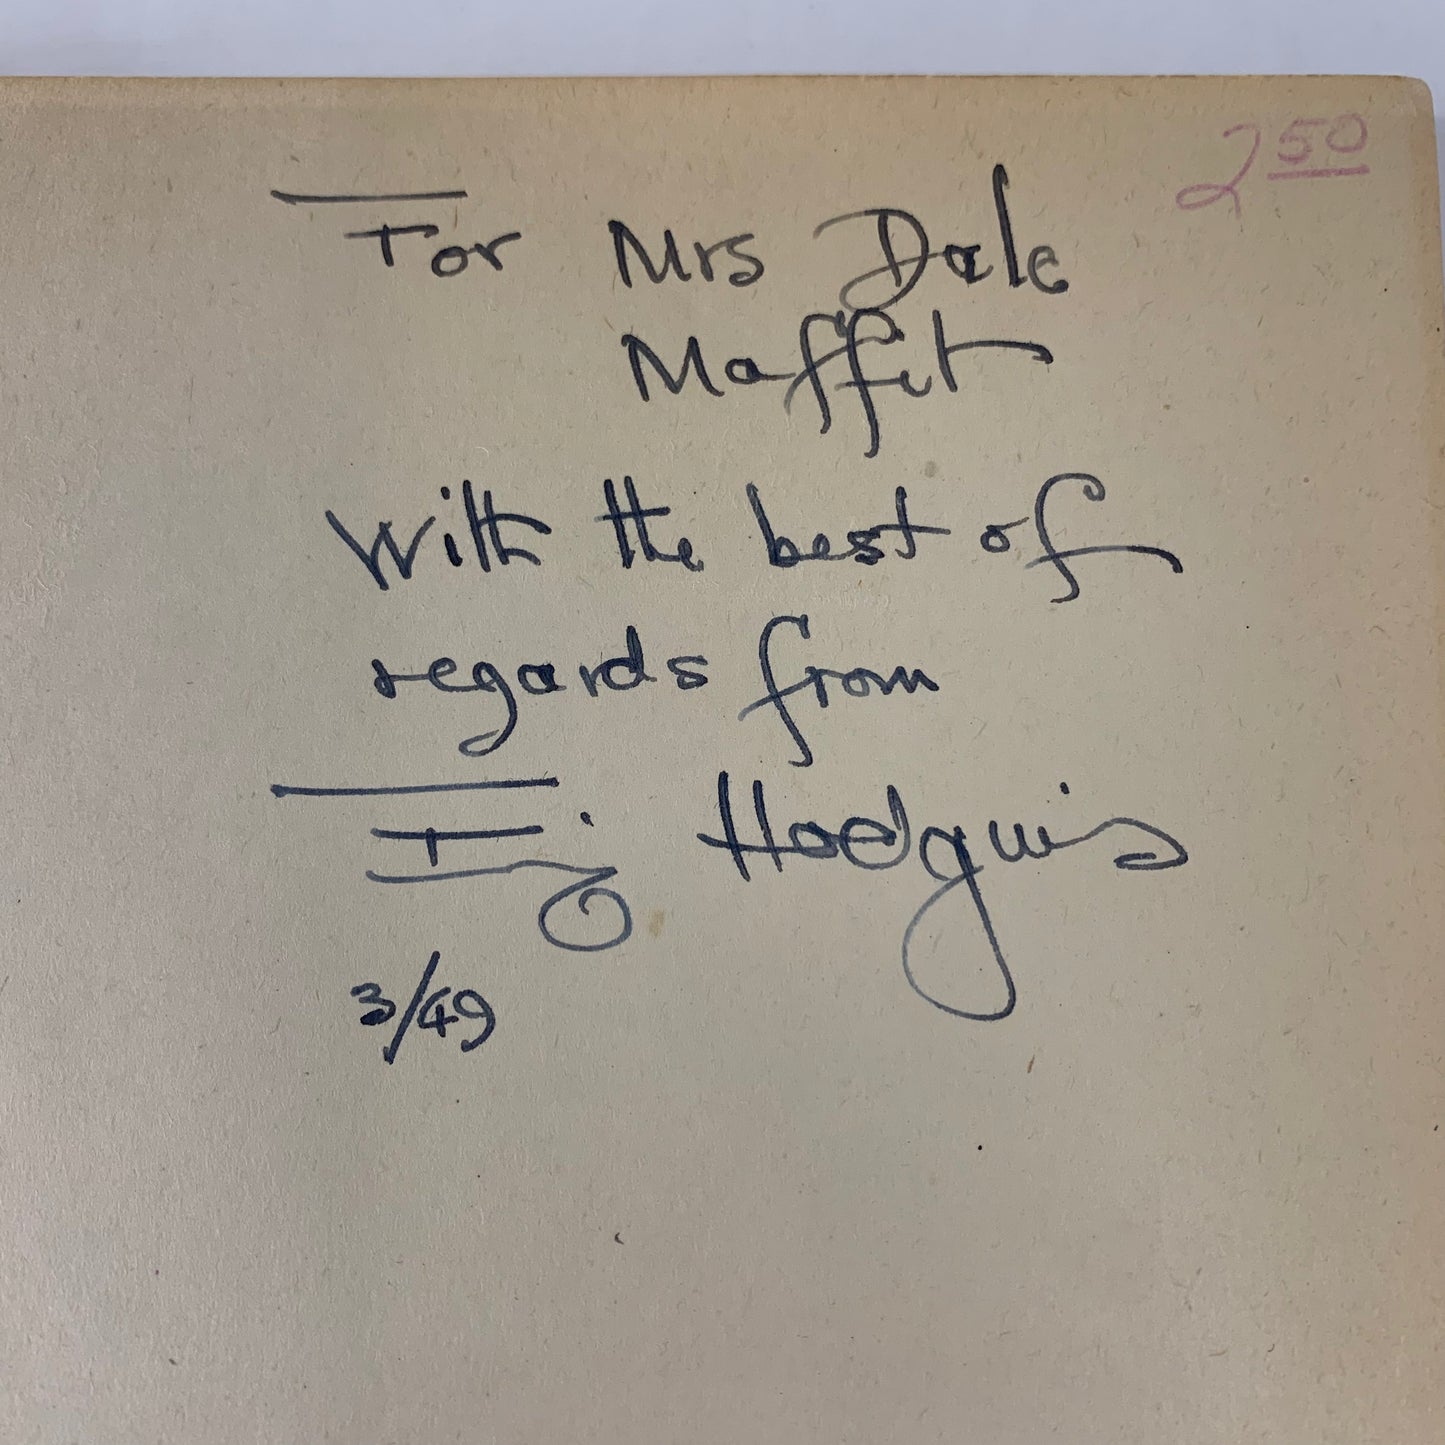 2 50
For Mrs Dale
Maffit
With the best of
regards from
Hodgins
3/49